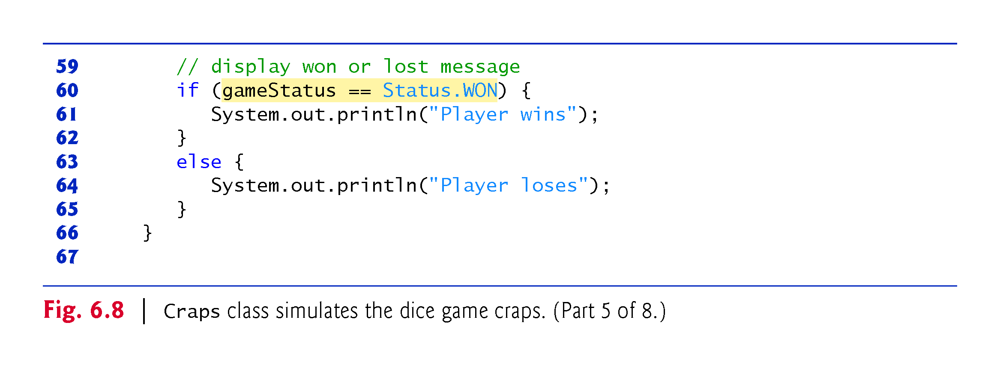 59 // display won or lost message
60 if (gameStatus == Status.WON) {
61 System.out.println("Player wins");
62 }
63 else {
64 System.out.println("Player loses");
65 }
66 }
67
Fig. 6.8 | Craps class simulates the dice game craps. (Part 5 of 8.)